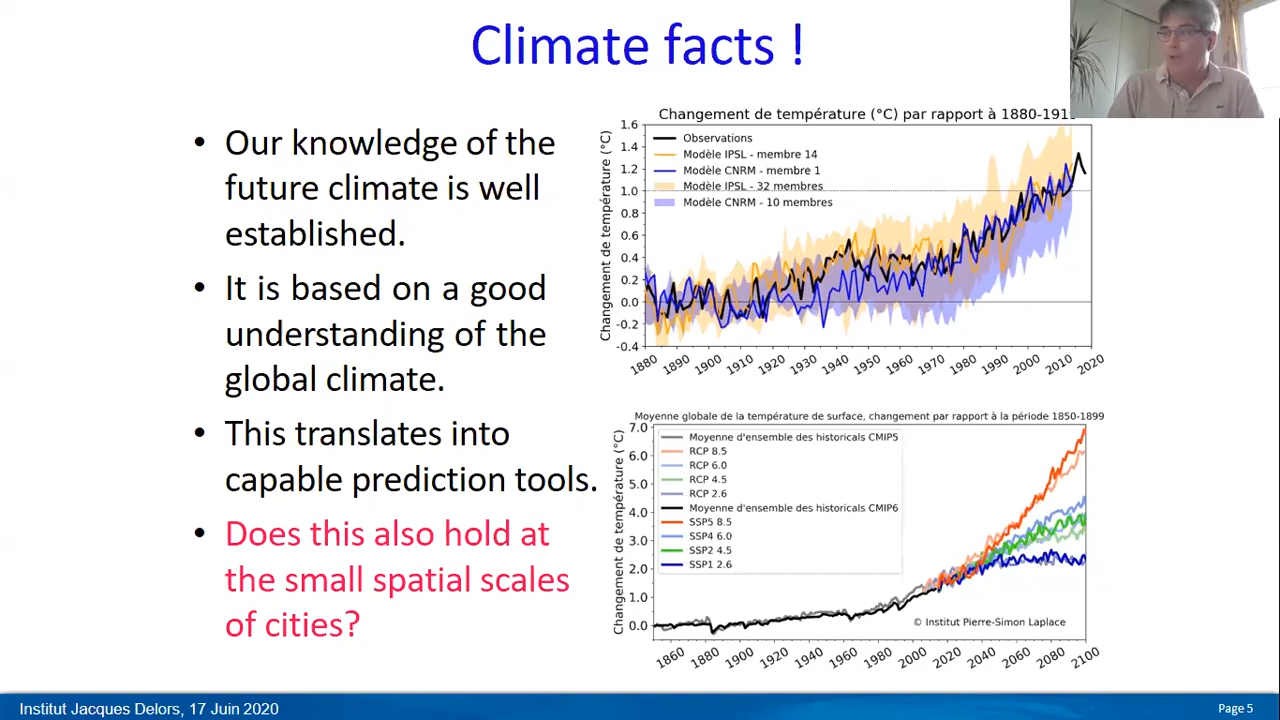 Climate facts !
• Our knowledge of the
future climate is well
established.
• It is based on a good
understanding of the
global climate.
• This translates into
capable prediction tools.
• Does this also hold at
the small spatial scales
of cities?
Changement de température (°C) par rapport à 1880-191
Changement de température (°C)
1.6
1.4
1.2
1.0
0.8
0.6
0.4
0.2
0.0
-0.2
-0.4
Observations
Modèle IPSL - membre 14
Modèle CNRM - membre 1
Modèle IPSL - 32 membres
Modèle CNRM - 10 membres
1880 1890 1900 1910 1920 1930 1940 1950 1960 1970 1980 1990 2000 2010 2020
Moyenne globale de la température de surface, changement par rapport à la période 1850-1899
Changement de température (°C)
7.0
6.0
5.0
4.0
3.0
2.0
1.0
0.0
Moyenne d'ensemble des historicals CMIP5
RCP 8.5
RCP 6.0
RCP 4.5
RCP 2.6
Moyenne d'ensemble des historicals CMIP6
SSP5 8.5
SSP4 6.0
SSP2 4.5
SSP1 2.6
© Institut Pierre-Simon Laplace
1860 1880 1900 1920 1940 1960 1980 2000 2020 2040 2060 2080 2100
Institut Jacques Delors, 17 Juin 2020
Page 5